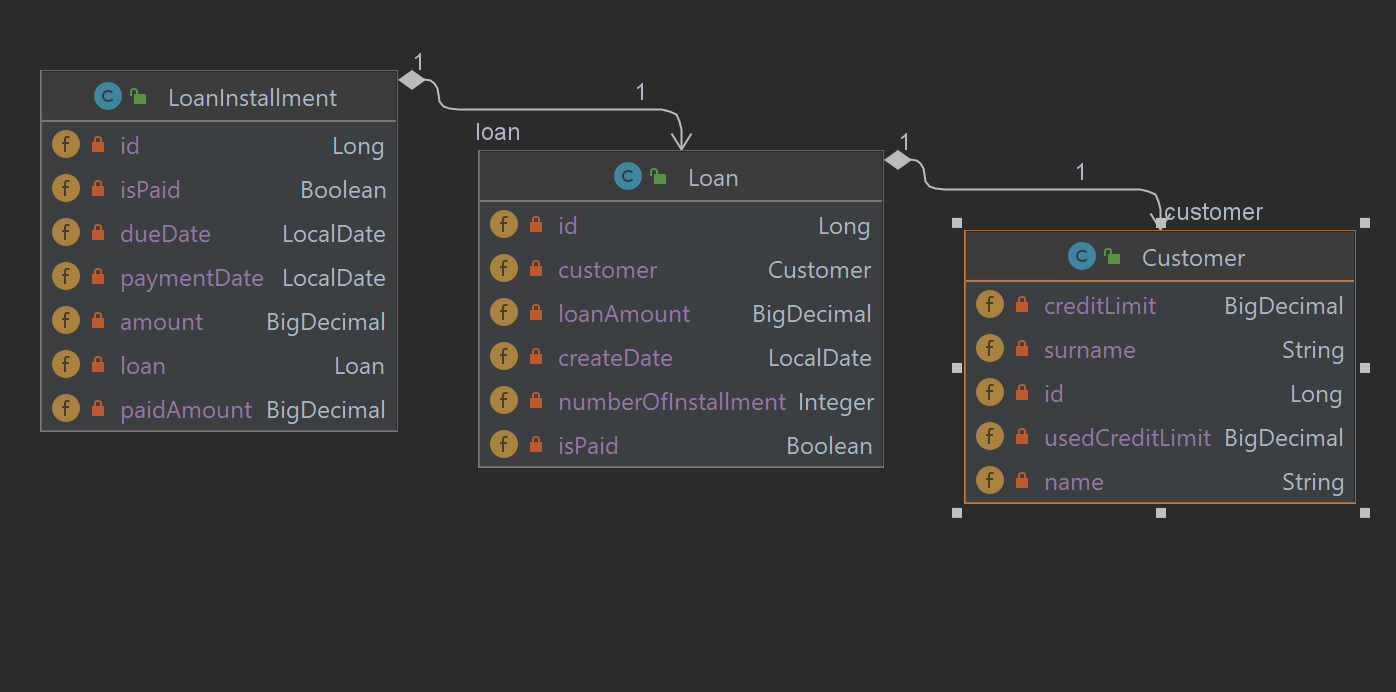 1
C LoanInstallment
f id Long
f isPaid Boolean
f dueDate LocalDate
f paymentDate LocalDate
f amount BigDecimal
f loan Loan
f paidAmount BigDecimal
1
loan
C Loan
f id Long
f customer Customer
f loanAmount BigDecimal
f createDate LocalDate
f numberOfInstallment Integer
f isPaid Boolean
1
1
customer
C Customer
f creditLimit BigDecimal
f surname String
f id Long
f usedCreditLimit BigDecimal
f name String